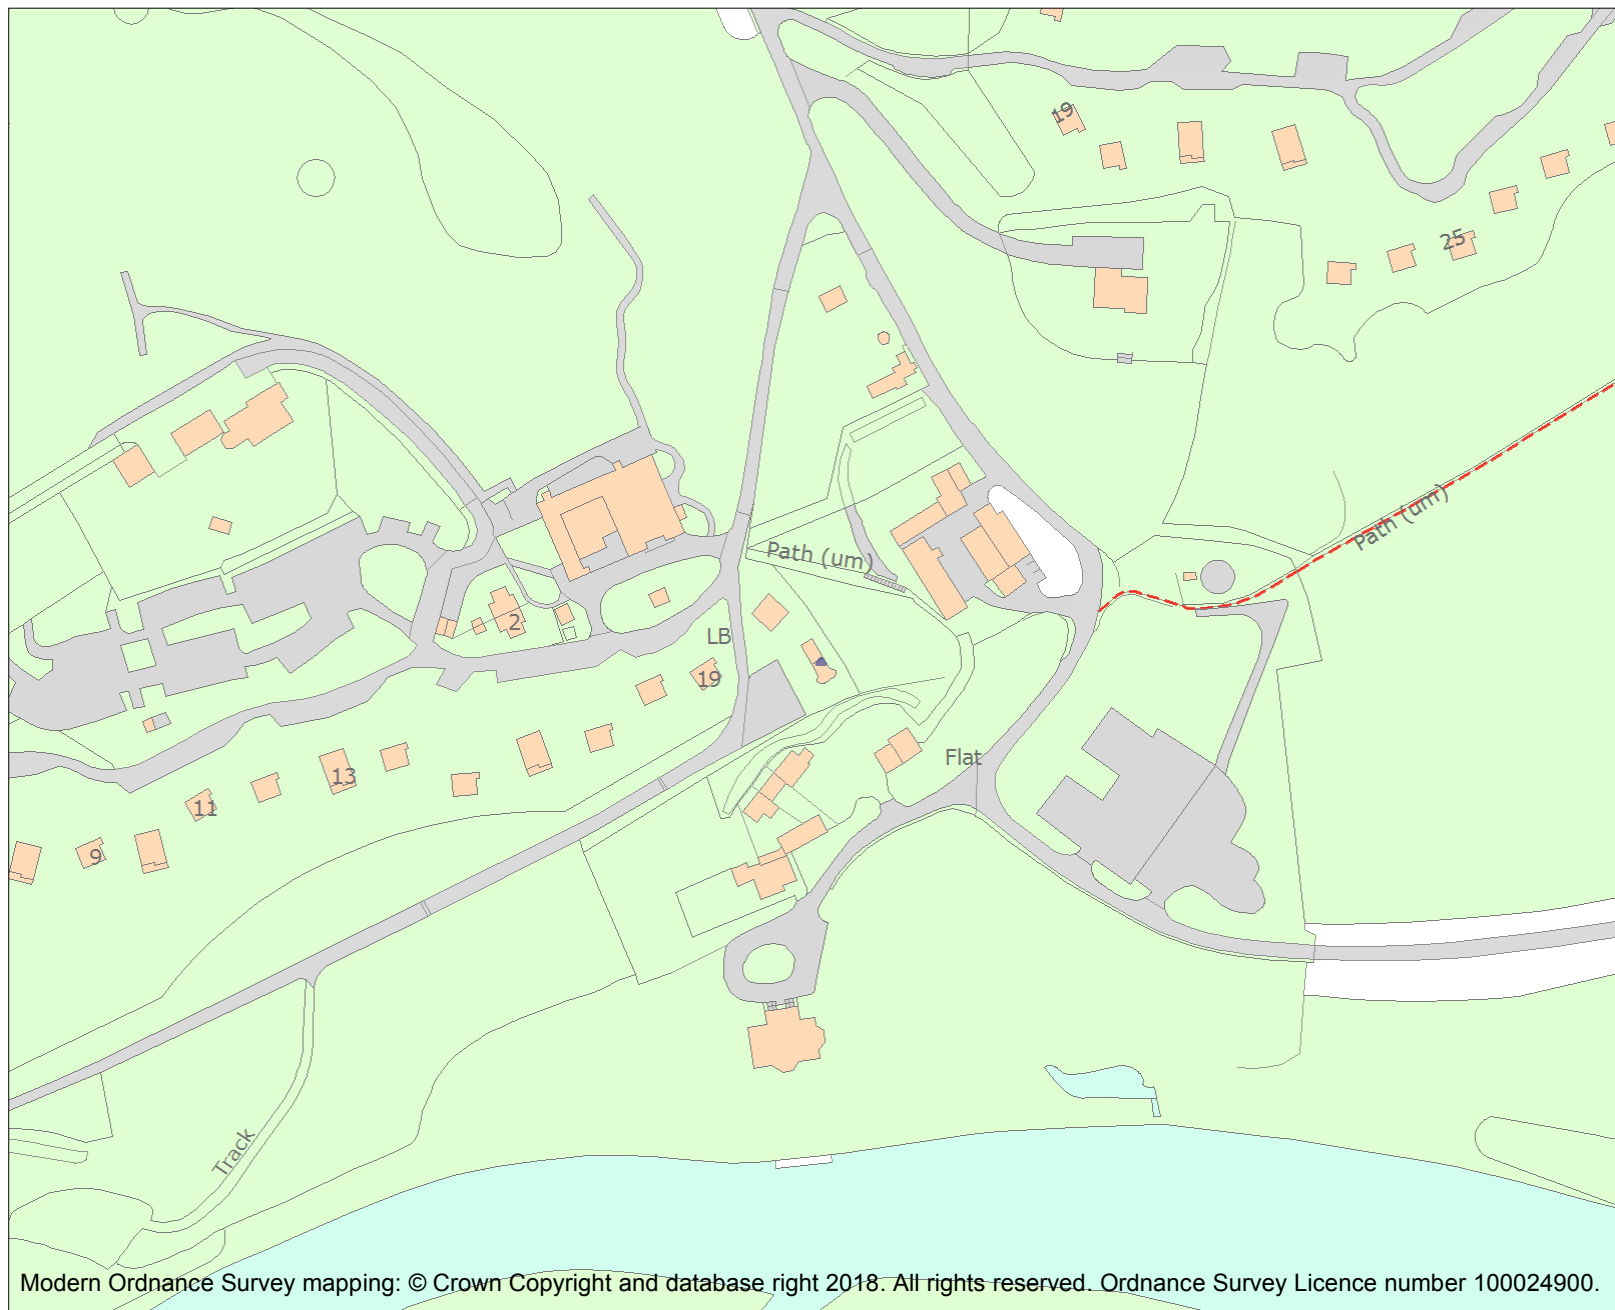 19
25
Path (um)
Path (um)
2
LB
19
Flat
13
11
9
Track
Modern Ordnance Survey mapping: © Crown Copyright and database right 2018. All rights reserved. Ordnance Survey Licence number 100024900.